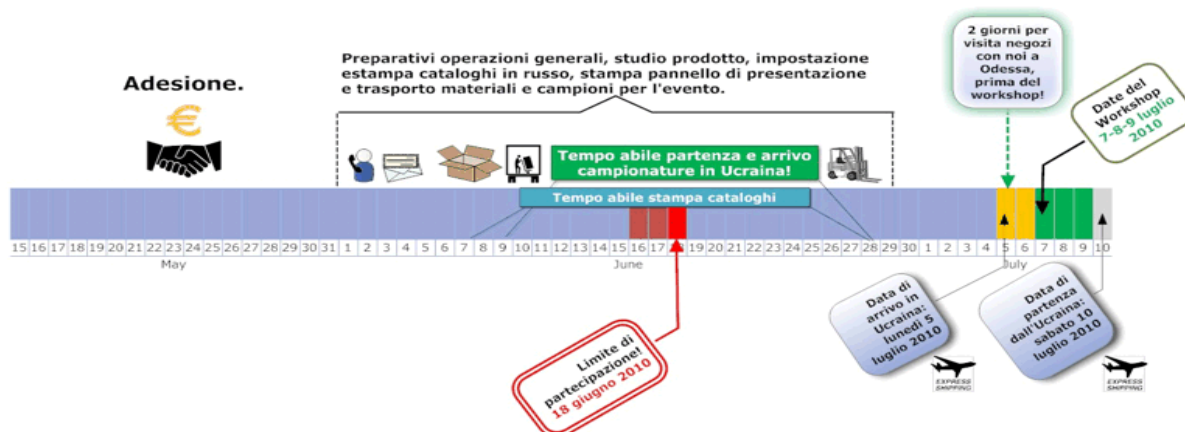 Adesione.
Preparativi operazioni generali, studio prodotto, impostazione
estampa cataloghi in russo, stampa pannello di presentazione
e trasporto materiali e campioni per l'evento.
2 giorni per
visita negozi
con noi a
Odessa,
prima del
workshop!
Date del
Workshop
7-8-9 luglio
2010
Tempo abile partenza e arrivo
campionature in Ucraina!
Tempo abile stampa cataloghi
15 16 17 18 19 20 21 22 23 24 25 26 27 28 29 30 31 1 2 3 4 5 6 7 8 9 10 11 12 13 14 15 16 17 18 19 20 21 22 23 24 25 26 27 28 29 30 1 2 3 4 5 6 7 8 9 10
May June July
Limite di
partecipazione!
18 giugno 2010
Data di
arrivo in
Ucraina:
lunedi 5
luglio 2010
EXPRESS
SHIPPING
Data di
partenza
dall'Ucraina:
sabato 10
luglio 2010
EXPRESS
SHIPPING